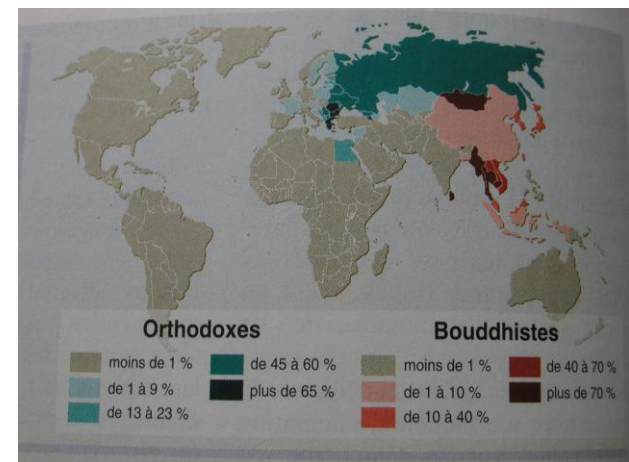 Orthodoxes
moins de 1 %
de 1 à 9 %
de 13 à 23 %
de 45 à 60 %
plus de 65 %
Bouddhistes
moins de 1 %
de 1 à 10 %
de 10 à 40 %
de 40 à 70 %
plus de 70 %